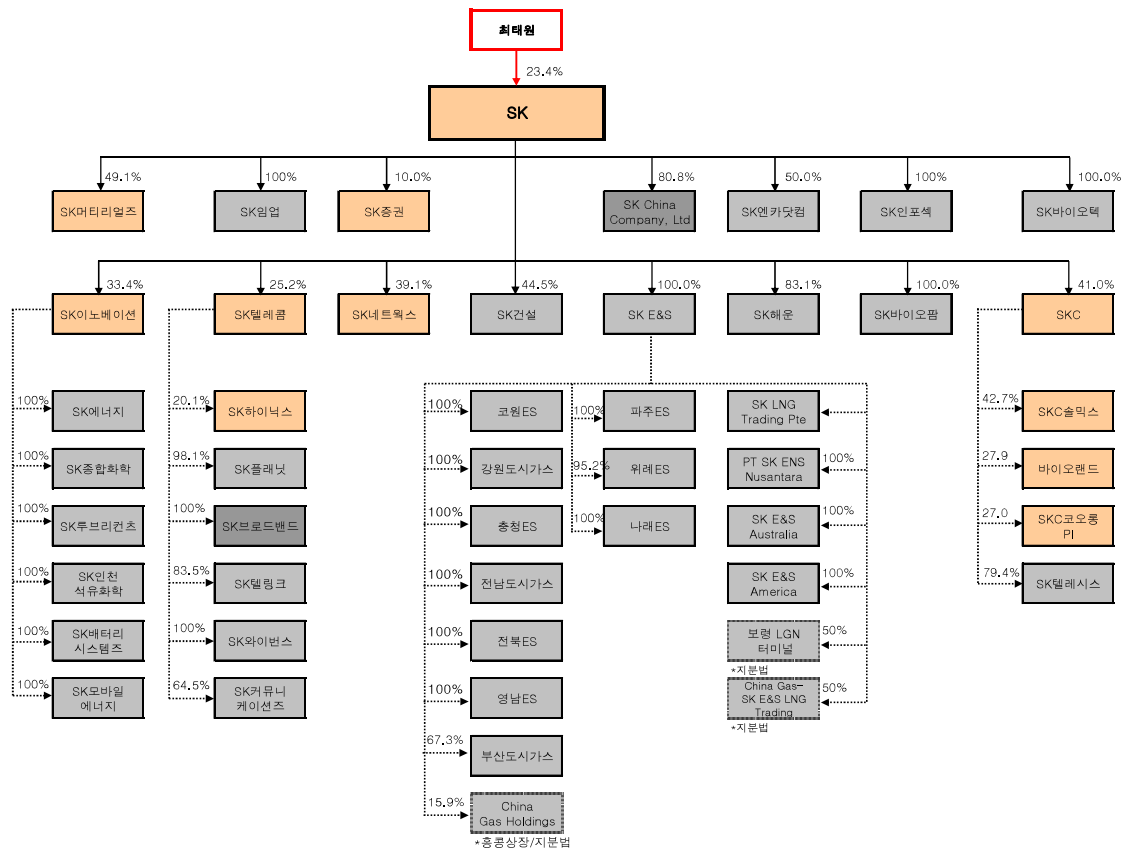 최태원
23.4%
SK
49.1%
100%
10.0%
80.8%
50.0%
100%
100.0%
SK머티리얼즈
SK임업
SK증권
SK China
Company, Ltd
SK엔카닷컴
SK인포섹
SK바이오텍
33.4%
25.2%
39.1%
44.5%
100.0%
83.1%
100.0%
41.0%
SK이노베이션
SK텔레콤
SK네트웍스
SK건설
SK E&S
SK해운
SK바이오팜
SKC
100%
SK에너지
100%
SK종합화학
100%
SK루브리컨츠
100%
SK인천
석유화학
100%
SK배터리
시스템즈
100%
SK모바일
에너지
20.1%
SK하이닉스
98.1%
SK플래닛
100%
SK브로드밴드
83.5%
SK텔링크
100%
SK와이번스
64.5%
SK커뮤니
케이션즈
100%
코원ES
100%
강원도시가스
100%
충청ES
100%
전남도시가스
100%
전북ES
100%
영남ES
67.3%
부산도시가스
15.9%
China
Gas Holdings
*홍콩상장/지분법
100%
파주ES
95.2%
위례ES
100%
나래ES
SK LNG
Trading Pte
PT SK ENS
Nusantara
100%
SK E&S
Australia
100%
SK E&S
America
100%
보령 LGN
터미널
50%
*지분법
China Gas-
SK E&S LNG
Trading
50%
*지분법
42.7%
SKC솔믹스
27.9
바이오랜드
27.0
SKC코오롱
PI
79.4%
SK텔레시스